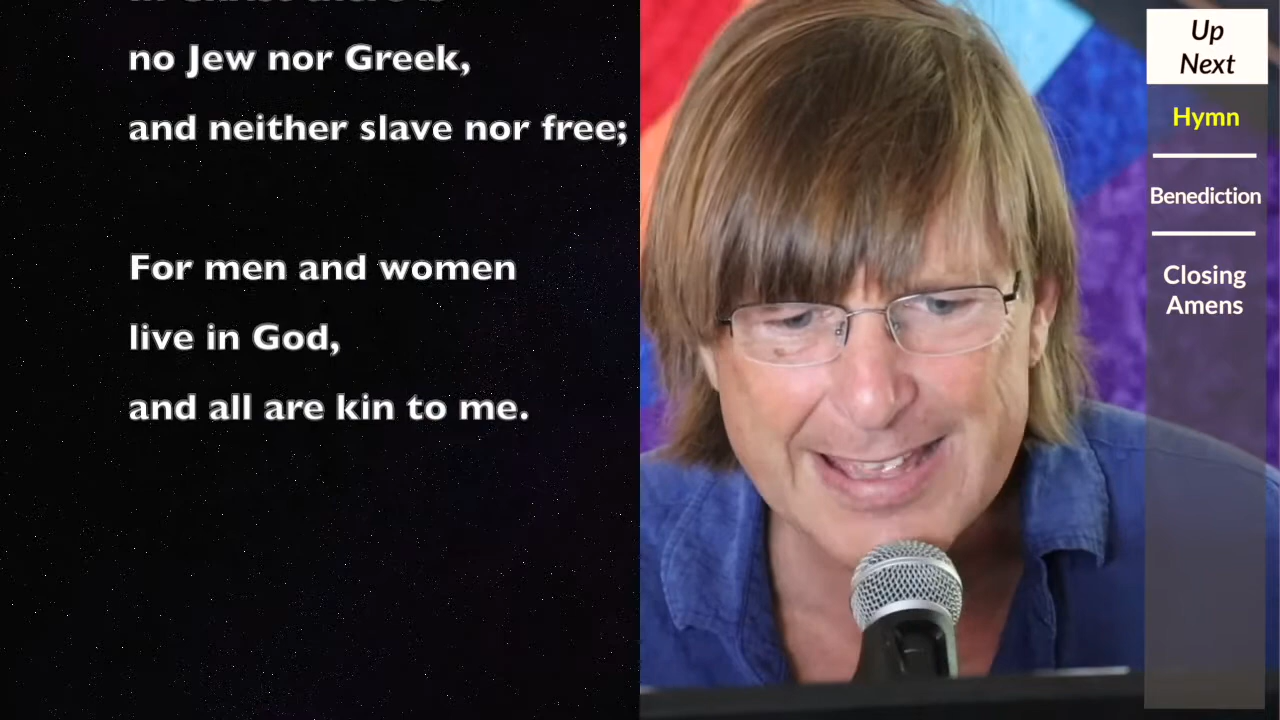 no Jew nor Greek,
and neither slave nor free;
For men and women
live in God,
and all are kin to me.
Up
Next
Hymn
Benediction
Closing
Amens